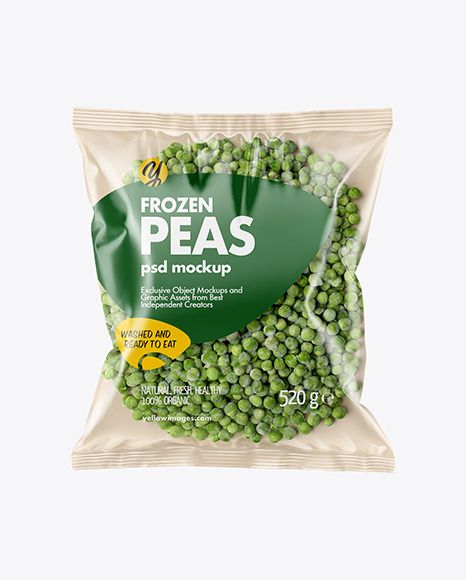 y
FROZEN
PEAS
psd mockup
Exclusive Object Mockups and
Graphic Assets from Best
Independent Creators
WASHED AND
READY TO EAT
NATURAL, FRESH, HEALTHY
100% ORGANIC
yellowimages.com
520 g ℮